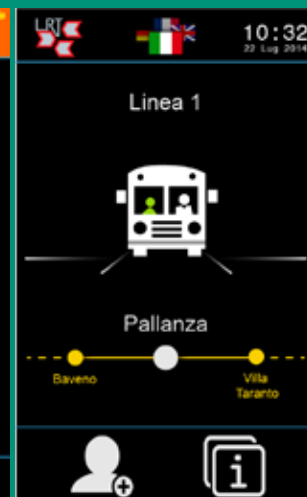 LRT
10:32
22 Lug 2014
Linea 1
Pallanza
Baveno
Villa
Taranto
i